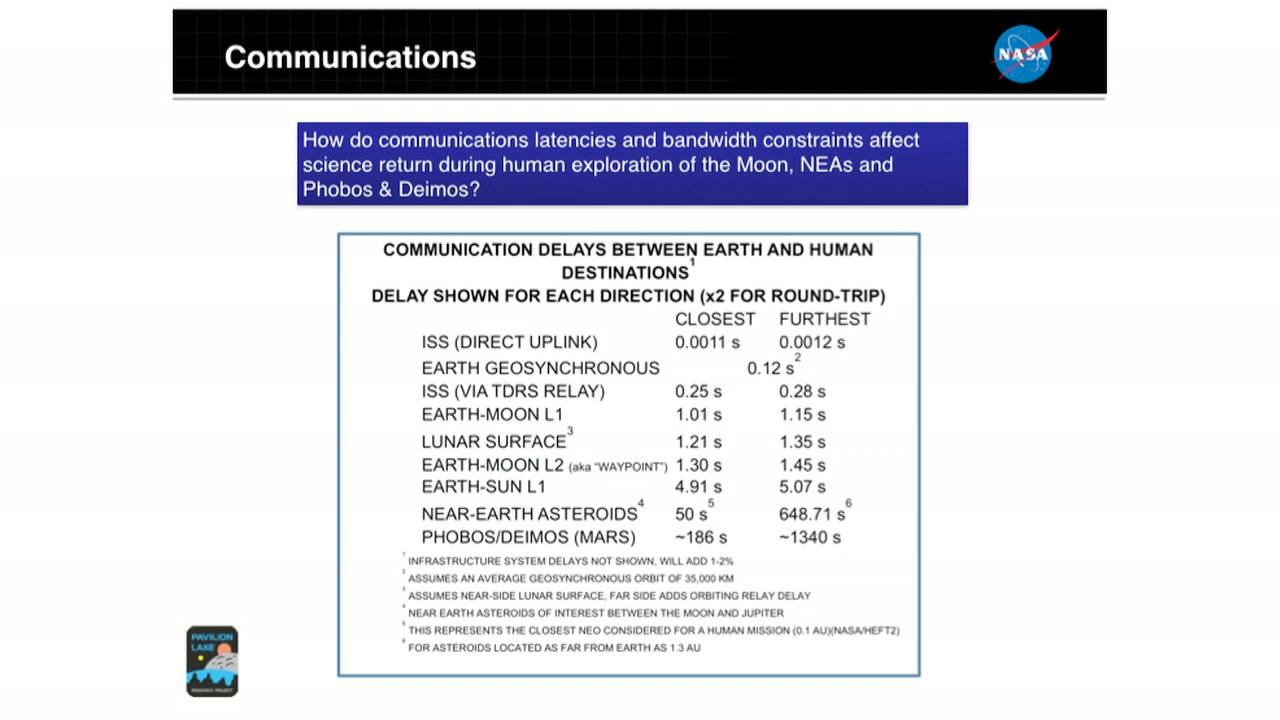 Communications
NASA
How do communications latencies and bandwidth constraints affect
science return during human exploration of the Moon, NEAs and
Phobos & Deimos?
COMMUNICATION DELAYS BETWEEN EARTH AND HUMAN
DESTINATIONS1
DELAY SHOWN FOR EACH DIRECTION (x2 FOR ROUND-TRIP)
CLOSEST FURTHEST
ISS (DIRECT UPLINK) 0.0011 s 0.0012 s
EARTH GEOSYNCHRONOUS 0.12 s2
ISS (VIA TDRS RELAY) 0.25 s 0.28 s
EARTH-MOON L1 1.01 s 1.15 s
LUNAR SURFACE3 1.21 s 1.35 s
EARTH-MOON L2 (aka "WAYPOINT") 1.30 s 1.45 s
EARTH-SUN L1 4.91 s 5.07 s
NEAR-EARTH ASTEROIDS4 50 s5 648.71 s6
PHOBOS/DEIMOS (MARS) ~186 s ~1340 s
1 INFRASTRUCTURE SYSTEM DELAYS NOT SHOWN, WILL ADD 1-2%
2 ASSUMES AN AVERAGE GEOSYNCHRONOUS ORBIT OF 35,000 KM
3 ASSUMES NEAR-SIDE LUNAR SURFACE, FAR SIDE ADDS ORBITING RELAY DELAY
4 NEAR EARTH ASTEROIDS OF INTEREST BETWEEN THE MOON AND JUPITER
5 THIS REPRESENTS THE CLOSEST NEO CONSIDERED FOR A HUMAN MISSION (0.1 AU)(NASA/HEFT2)
6 FOR ASTEROIDS LOCATED AS FAR FROM EARTH AS 1.3 AU
PAVILION
LAKE
RESEARCH PROJECT